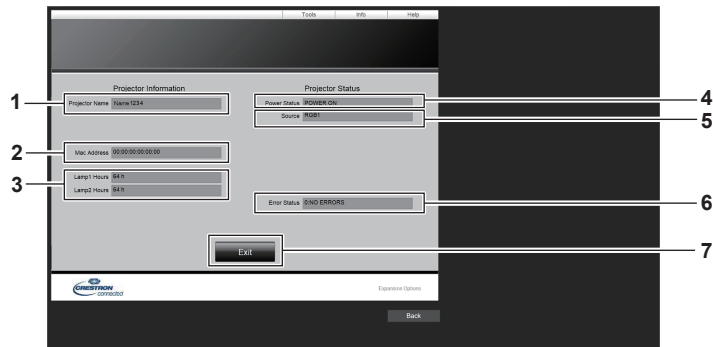 Tools Info Help
Projector Information Projector Status
1 Projector Name Name1234 Power Status POWER ON 4
Source RGB1 5
2 Mac Address 00:00:00:00:00:00
3 Lamp1 Hours 64 h
Lamp2 Hours 64 h
Error Status 0:NO ERRORS 6
Exit 7
CRESTRON connected Expansion Options
Back